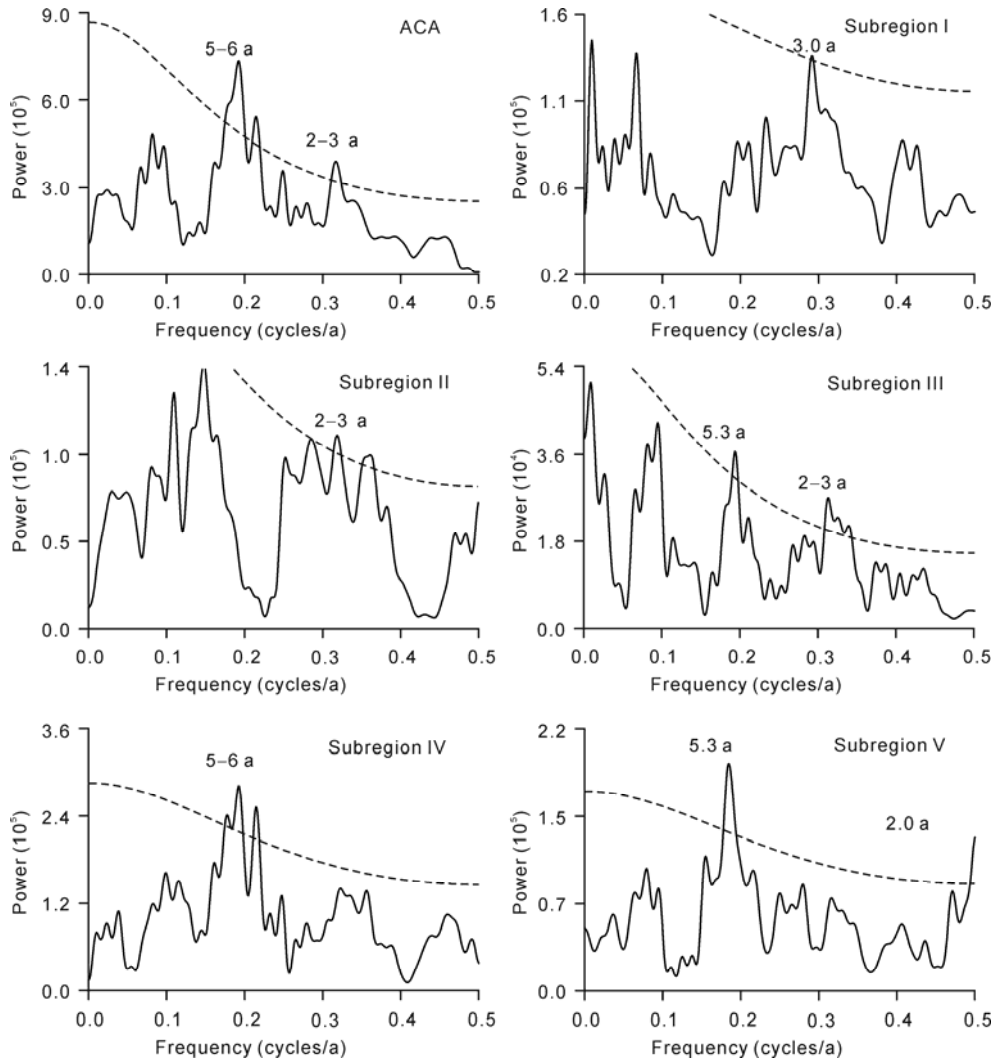 ACA
Power (10⁵)
9.0
6.0
3.0
0.0
5–6 a
2–3 a
0.0 0.1 0.2 0.3 0.4 0.5
Frequency (cycles/a)
Subregion I
Power (10⁵)
1.6
1.1
0.6
0.2
3.0 a
0.0 0.1 0.2 0.3 0.4 0.5
Frequency (cycles/a)
Subregion II
Power (10⁵)
1.4
1.0
0.5
0.0
2–3 a
0.0 0.1 0.2 0.3 0.4 0.5
Frequency (cycles/a)
Subregion III
Power (10⁴)
5.4
3.6
1.8
0.0
5.3 a
2–3 a
0.0 0.1 0.2 0.3 0.4 0.5
Frequency (cycles/a)
Subregion IV
Power (10⁵)
3.6
2.4
1.2
0.0
5–6 a
0.0 0.1 0.2 0.3 0.4 0.5
Frequency (cycles/a)
Subregion V
Power (10⁵)
2.2
1.5
0.7
0.0
5.3 a
2.0 a
0.0 0.1 0.2 0.3 0.4 0.5
Frequency (cycles/a)